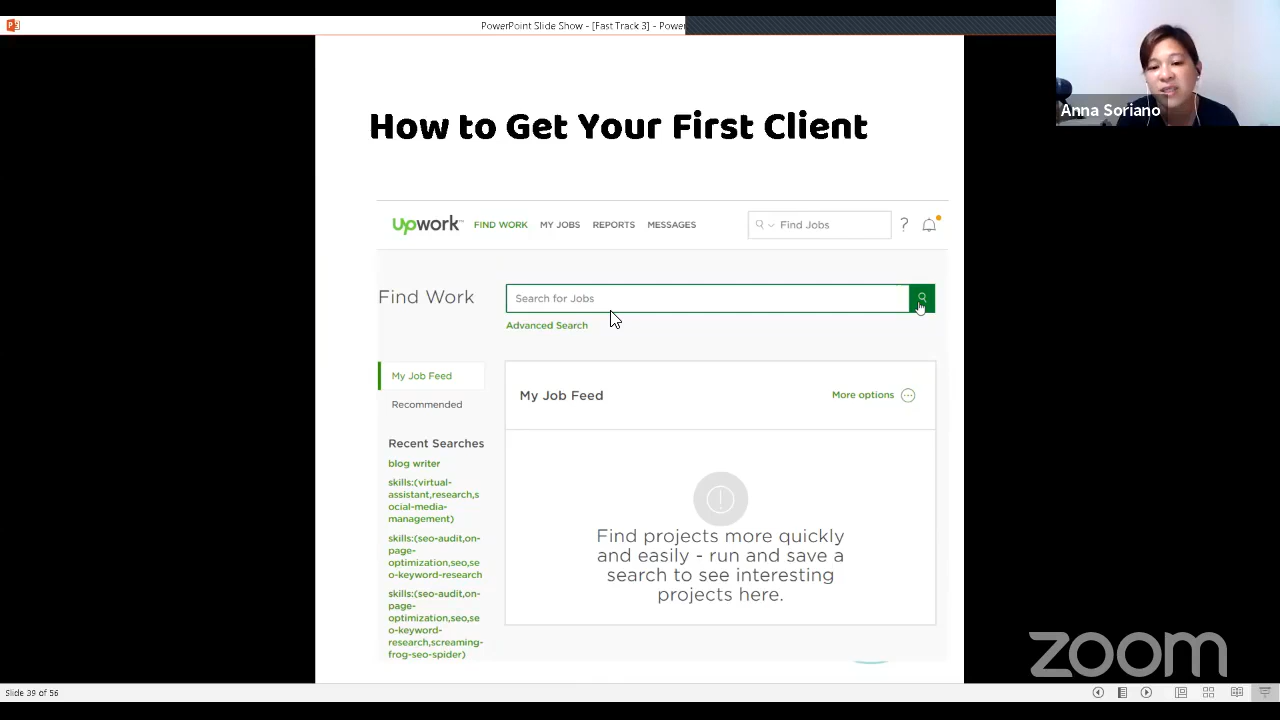 PowerPoint Slide Show - [Fast Track 3] - Power
Anna Soriano
How to Get Your First Client
upwork™ FIND WORK MY JOBS REPORTS MESSAGES Find Jobs ?
Find Work
Search for Jobs
Advanced Search
My Job Feed
Recommended
Recent Searches
blog writer
skills:(virtual-
assistant,research,s
ocial-media-
management)
skills:(seo-audit,on-
page-
optimization,seo,se
o-keyword-research
skills:(seo-audit,on-
page-
optimization,seo,se
o-keyword-
research,screaming-
frog-seo-spider)
My Job Feed
More options
Find projects more quickly
and easily - run and save a
search to see interesting
projects here.
zoom
Slide 39 of 56